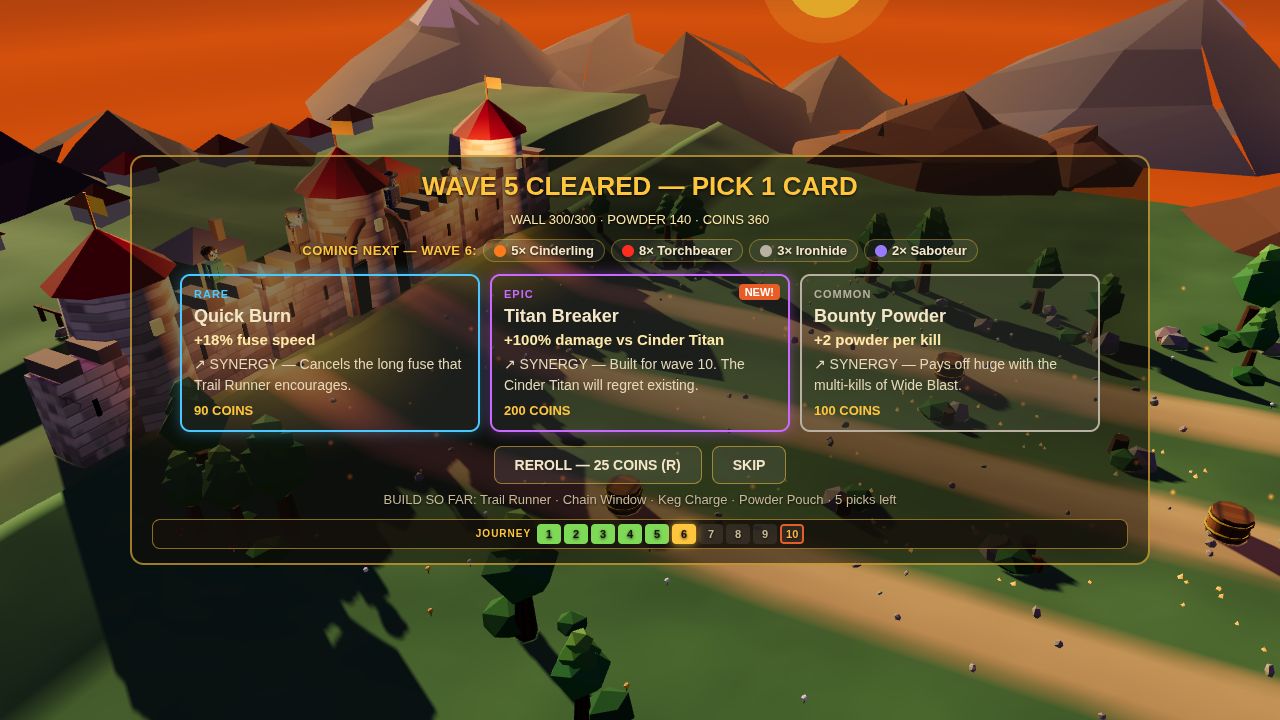 WAVE 5 CLEARED — PICK 1 CARD
WALL 300/300 · POWDER 140 · COINS 360
COMING NEXT — WAVE 6: 5× Cinderling 8× Torchbearer 3× Ironhide 2× Saboteur
RARE
Quick Burn
+18% fuse speed
↗ SYNERGY — Cancels the long fuse that
Trail Runner encourages.
90 COINS
EPIC NEW!
Titan Breaker
+100% damage vs Cinder Titan
↗ SYNERGY — Built for wave 10. The
Cinder Titan will regret existing.
200 COINS
COMMON
Bounty Powder
+2 powder per kill
↗ SYNERGY — Pays off huge with the
multi-kills of Wide Blast.
100 COINS
REROLL — 25 COINS (R) SKIP
BUILD SO FAR: Trail Runner · Chain Window · Keg Charge · Powder Pouch · 5 picks left
JOURNEY 1 2 3 4 5 6 7 8 9 10